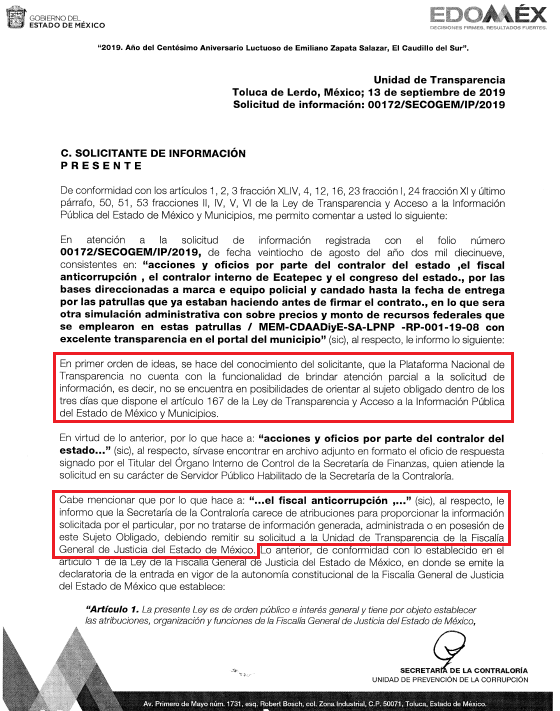 GOBIERNO DEL
ESTADO DE MÉXICO
EDOMÉX
DECISIONES FIRMES, RESULTADOS FUERTES.
“2019. Año del Centésimo Aniversario Luctuoso de Emiliano Zapata Salazar, El Caudillo del Sur”.
Unidad de Transparencia
Toluca de Lerdo, México; 13 de septiembre de 2019
Solicitud de información: 00172/SECOGEM/IP/2019
C. SOLICITANTE DE INFORMACIÓN
P R E S E N T E
De conformidad con los artículos 1, 2, 3 fracción XLIV, 4, 12, 16, 23 fracción I, 24 fracción XI y último
párrafo, 50, 51, 53 fracciones II, IV, V, VI de la Ley de Transparencia y Acceso a la Información
Pública del Estado de México y Municipios, me permito comentar a usted lo siguiente:
En atención a la solicitud de información registrada con el folio número
00172/SECOGEM/IP/2019, de fecha veintiocho de agosto del año dos mil diecinueve,
consistentes en: “acciones y oficios por parte del contralor del estado ,el fiscal
anticorrupción , el contralor interno de Ecatepec y el congreso del estado., por las
bases direccionadas a marca e equipo policial y candado hasta la fecha de entrega
por las patrullas que ya estaban haciendo antes de firmar el contrato., en lo que sera
otra simulación administrativa con sobre precios y monto de recursos federales que
se emplearon en estas patrullas / MEM-CDAADiyE-SA-LPNP -RP-001-19-08 con
excelente transparencia en el portal del municipio” (sic), al respecto, le informo lo siguiente:
En primer orden de ideas, se hace del conocimiento del solicitante, que la Plataforma Nacional de
Transparencia no cuenta con la funcionalidad de brindar atención parcial a la solicitud de
información, es decir, no se encuentra en posibilidades de orientar al sujeto obligado dentro de los
tres días que dispone el artículo 167 de la Ley de Transparencia y Acceso a la Información Pública
del Estado de México y Municipios.
En virtud de lo anterior, por lo que hace a: “acciones y oficios por parte del contralor del
estado...” (sic), al respecto, sírvase encontrar en archivo adjunto en formato el oficio de respuesta
signado por el Titular del Órgano Interno de Control de la Secretaría de Finanzas, quien atiende la
solicitud en su carácter de Servidor Público Habilitado de la Secretaría de la Contraloría.
Cabe mencionar que por lo que hace a: “...el fiscal anticorrupción ,...” (sic), al respecto, le
informo que la Secretaría de la Contraloría carece de atribuciones para proporcionar la información
solicitada por el particular, por no tratarse de información generada, administrada o en posesión de
este Sujeto Obligado, debiendo remitir su solicitud a la Unidad de Transparencia de la Fiscalía
General de Justicia del Estado de México. Lo anterior, de conformidad con lo establecido en el
artículo 1 de la Ley de la Fiscalía General de Justicia del Estado de México, en donde se emite la
declaratoria de la entrada en vigor de la autonomía constitucional de la Fiscalía General de Justicia
del Estado de México que establece:
“Artículo 1. La presente Ley es de orden público e interés general y tiene por objeto establecer
las atribuciones, organización y funciones de la Fiscalía General de Justicia del Estado de México,
SECRETARÍA DE LA CONTRALORÍA
UNIDAD DE PREVENCIÓN DE LA CORRUPCIÓN
Av. Primero de Mayo núm. 1731, esq. Robert Bosch, col. Zona Industrial, C.P. 50071, Toluca, Estado de México.